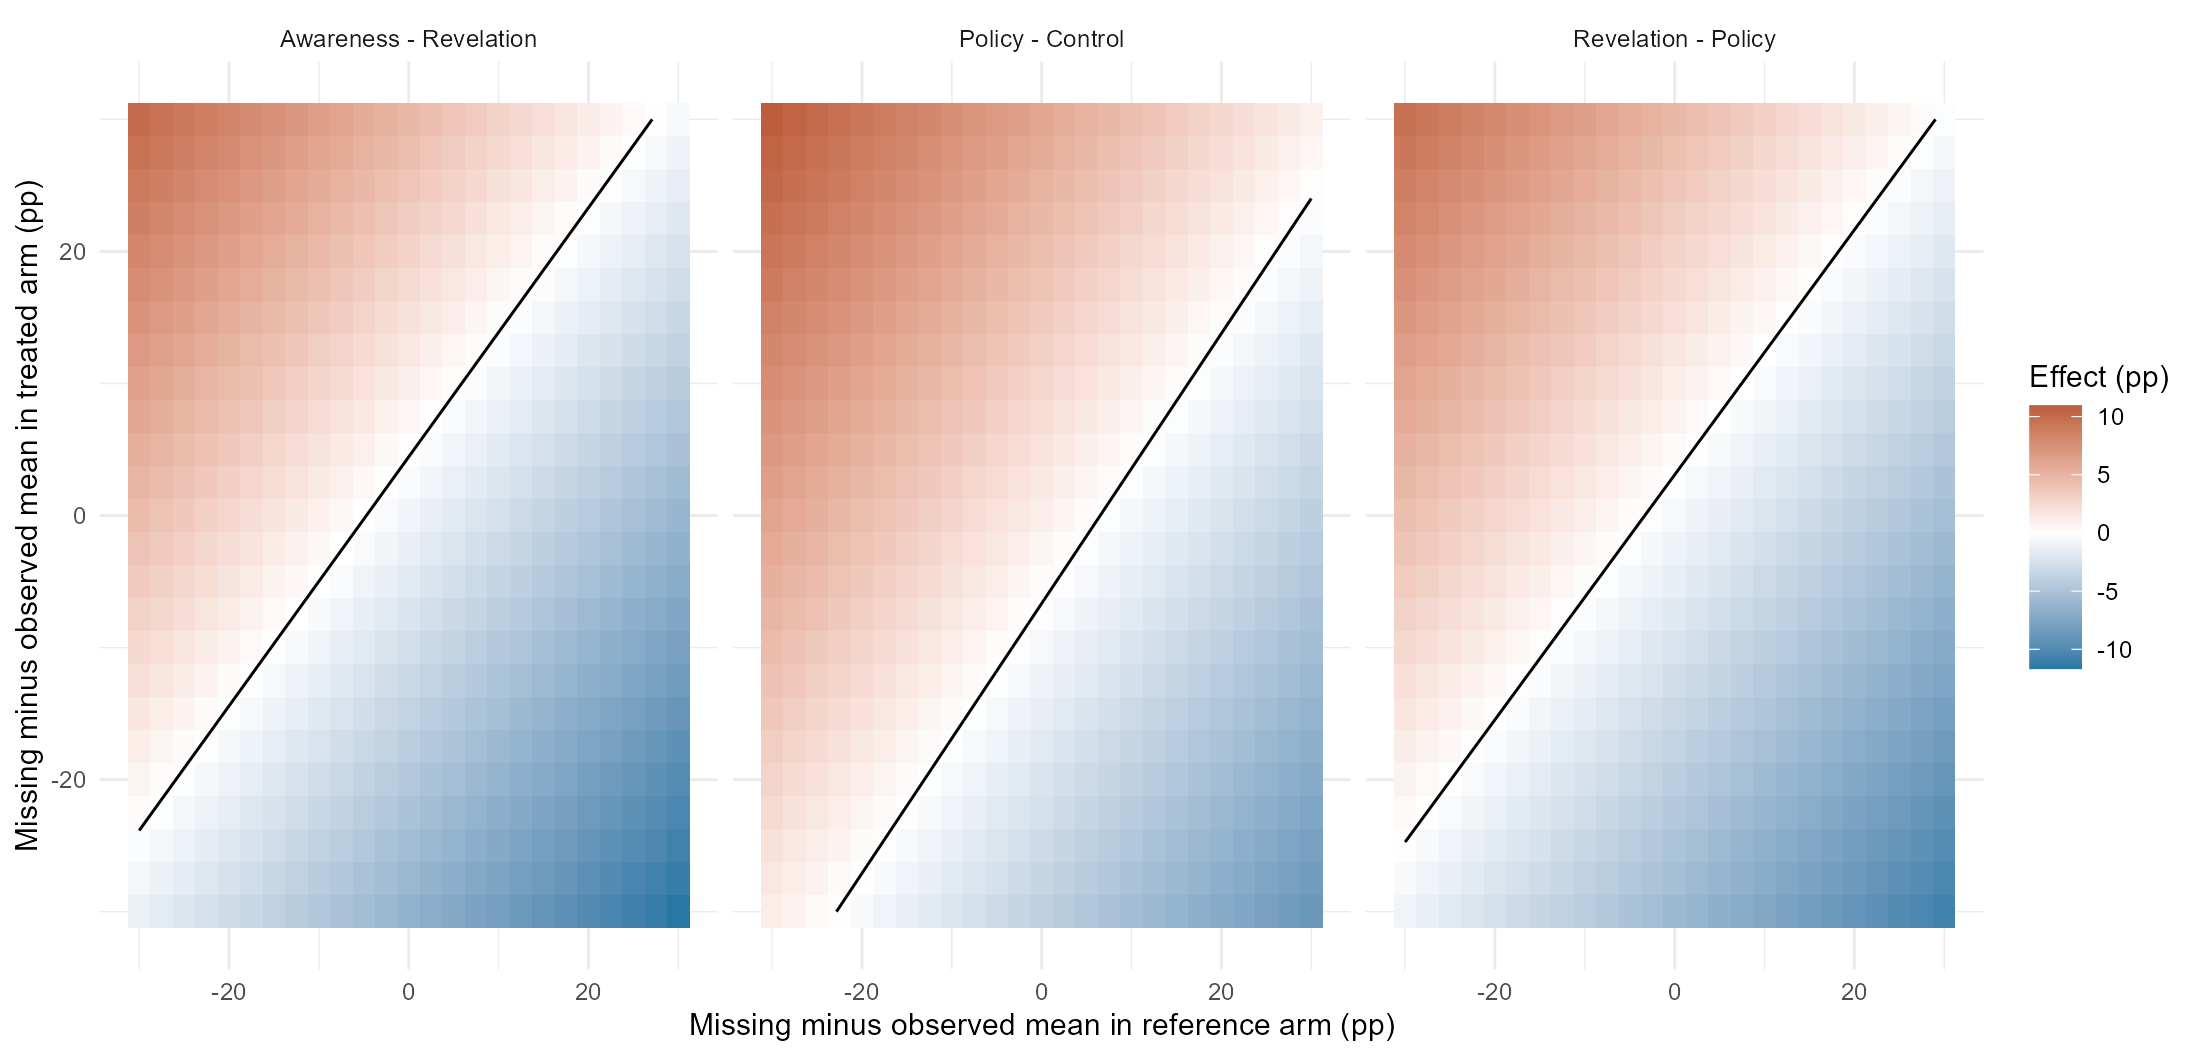 Awareness - Revelation
Policy - Control
Revelation - Policy
Missing minus observed mean in treated arm (pp)
20
0
-20
-20
0
20
-20
0
20
-20
0
20
Missing minus observed mean in reference arm (pp)
Effect (pp)
10
5
0
-5
-10